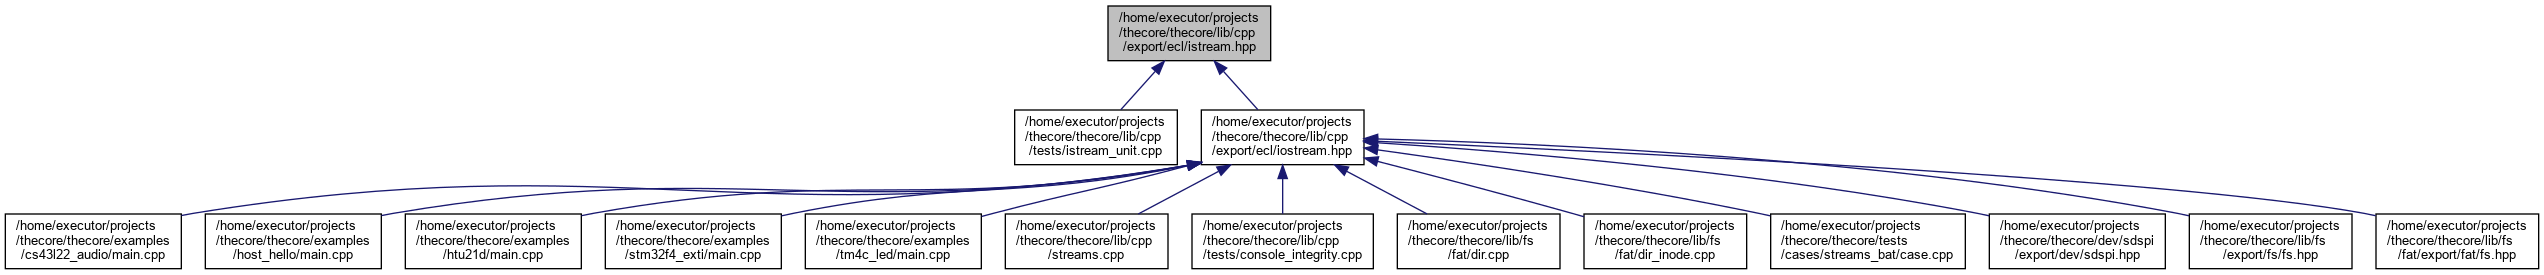 /home/executor/projects
/thecore/thecore/lib/cpp
/export/ecl/istream.hpp
/home/executor/projects
/thecore/thecore/lib/cpp
/tests/istream_unit.cpp
/home/executor/projects
/thecore/thecore/lib/cpp
/export/ecl/iostream.hpp
/home/executor/projects
/thecore/thecore/examples
/cs43l22_audio/main.cpp
/home/executor/projects
/thecore/thecore/examples
/host_hello/main.cpp
/home/executor/projects
/thecore/thecore/examples
/htu21d/main.cpp
/home/executor/projects
/thecore/thecore/examples
/stm32f4_exti/main.cpp
/home/executor/projects
/thecore/thecore/examples
/tm4c_led/main.cpp
/home/executor/projects
/thecore/thecore/lib/cpp
/streams.cpp
/home/executor/projects
/thecore/thecore/lib/cpp
/tests/console_integrity.cpp
/home/executor/projects
/thecore/thecore/lib/fs
/fat/dir.cpp
/home/executor/projects
/thecore/thecore/lib/fs
/fat/dir_inode.cpp
/home/executor/projects
/thecore/thecore/tests
/cases/streams_bat/case.cpp
/home/executor/projects
/thecore/thecore/dev/sdspi
/export/dev/sdspi.hpp
/home/executor/projects
/thecore/thecore/lib/fs
/export/fs/fs.hpp
/home/executor/projects
/thecore/thecore/lib/fs
/fat/export/fat/fs.hpp